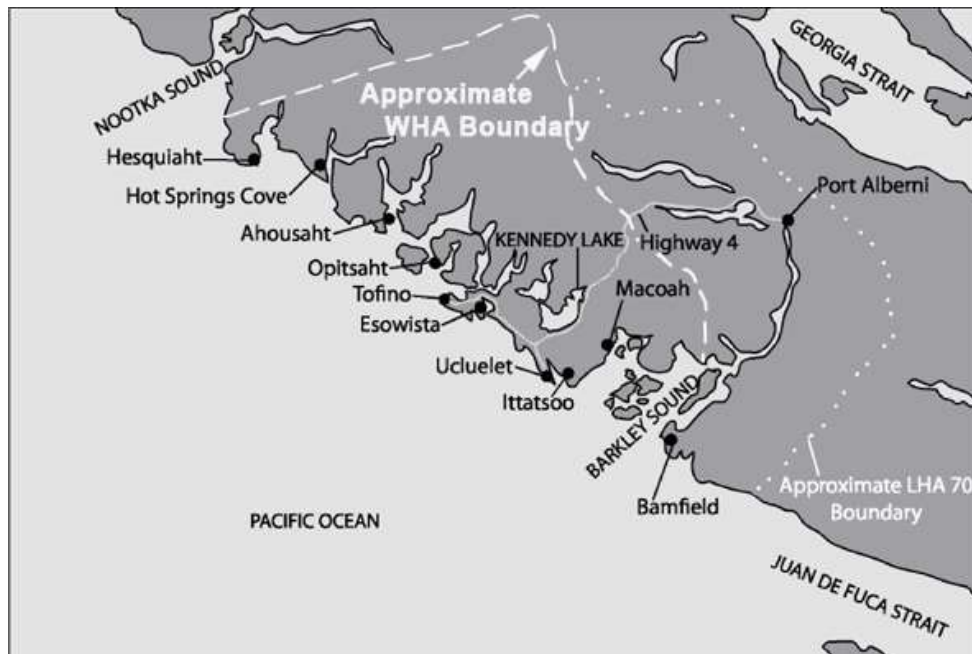 GEORGIA STRAIT
NOOTKA SOUND
Approximate
WHA Boundary
Hesquiaht
Hot Springs Cove
Port Alberni
Ahousaht
KENNEDY LAKE
Highway 4
Opitsaht
Tofino
Macoah
Esowista
Ucluelet
Ittatsoo
BARKLEY SOUND
Approximate LHA 70
Boundary
Bamfield
PACIFIC OCEAN
JUAN DE FUCA STRAIT